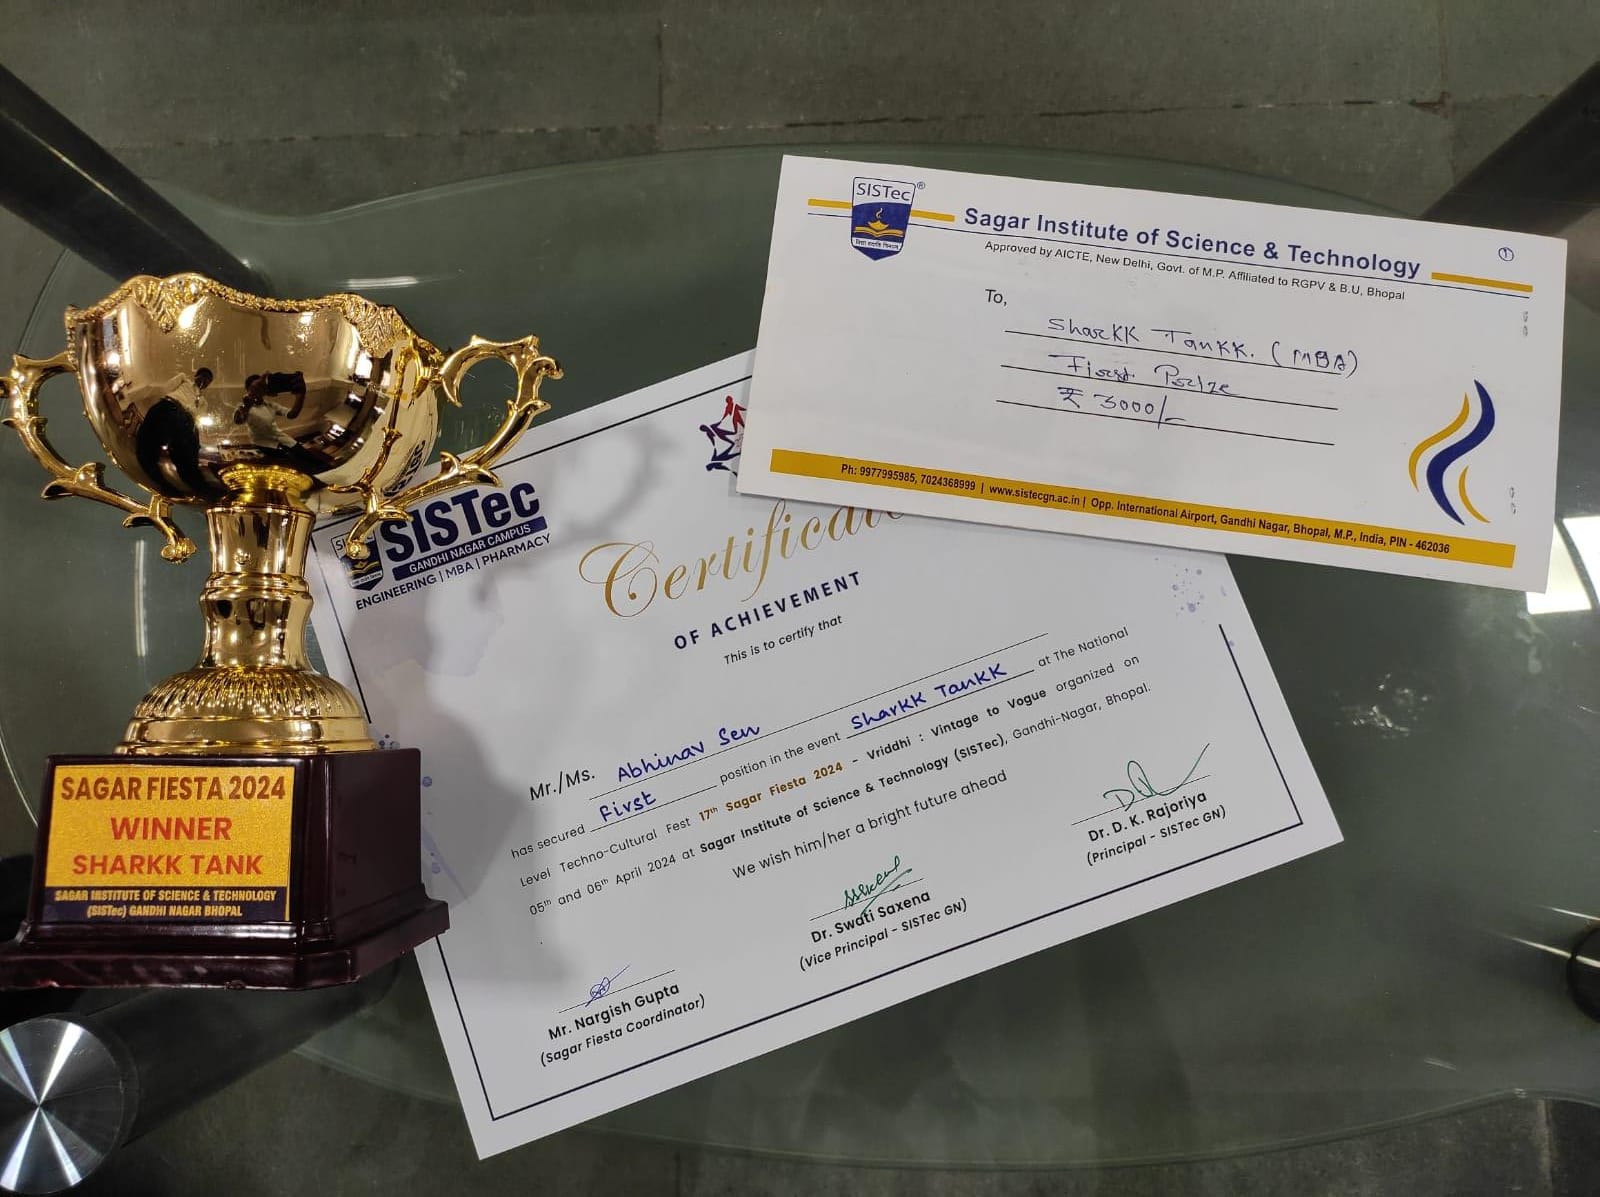 SISTec
Sagar Institute of Science & Technology
Approved by AICTE, New Delhi, Govt. of M.P. Affiliated to RGPV & B.U, Bhopal
1
To,
Sharkk Tankk. (MBA)
First Prize
₹ 3000/-
Ph: 9977995985, 7024368999 | www.sistecgn.ac.in | Opp. International Airport, Gandhi Nagar, Bhopal, M.P., India, PIN - 462036
SISTec
GANDHI NAGAR CAMPUS
ENGINEERING | MBA | PHARMACY
Certificate
OF ACHIEVEMENT
This is to certify that
Mr./Ms. Abhinav Sen
has secured First position in the event Sharkk Tankk at The National
Level Techno-Cultural Fest 17th Sagar Fiesta 2024 - Vriddhi : Vintage to Vogue organized on
05th and 06th April 2024 at Sagar Institute of Science & Technology (SISTec), Gandhi-Nagar, Bhopal.
We wish him/her a bright future ahead
Mr. Nargish Gupta
(Sagar Fiesta Coordinator)
Dr. Swati Saxena
(Vice Principal - SISTec GN)
Dr. D. K. Rajoriya
(Principal - SISTec GN)
SAGAR FIESTA 2024
WINNER
SHARKK TANK
SAGAR INSTITUTE OF SCIENCE & TECHNOLOGY
(SISTec) GANDHI NAGAR BHOPAL